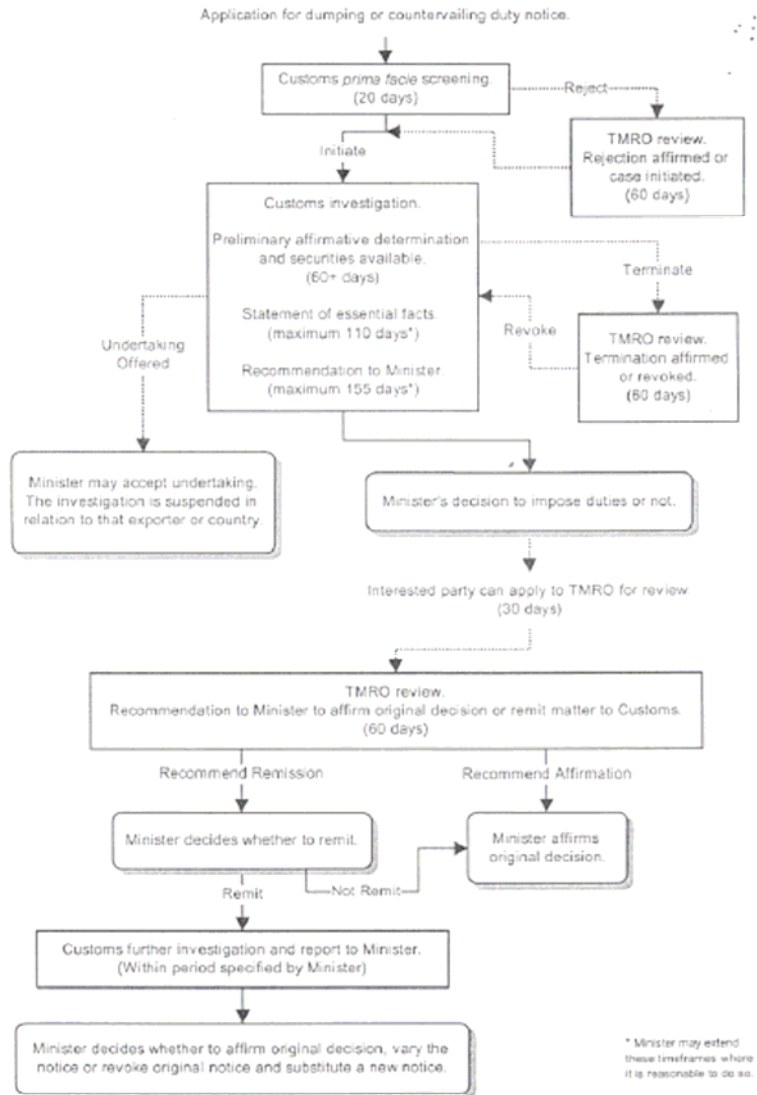 Application for dumping or countervailing duty notice.
Customs prima facie screening.
(20 days)
Reject
TMRO review.
Rejection affirmed or
case initiated.
(60 days)
Initiate
Customs investigation.
Preliminary affirmative determination
and securities available.
(60+ days)
Statement of essential facts.
(maximum 110 days*)
Recommendation to Minister.
(maximum 155 days*)
Terminate
Revoke
TMRO review.
Termination affirmed
or revoked.
(60 days)
Undertaking
Offered
Minister may accept undertaking.
The investigation is suspended in
relation to that exporter or country.
Minister's decision to impose duties or not.
Interested party can apply to TMRO for review.
(30 days)
TMRO review.
Recommendation to Minister to affirm original decision or remit matter to Customs.
(60 days)
Recommend Remission
Recommend Affirmation
Minister decides whether to remit.
Minister affirms
original decision.
Remit
Not Remit
Customs further investigation and report to Minister.
(Within period specified by Minister)
Minister decides whether to affirm original decision, vary the
notice or revoke original notice and substitute a new notice.
* Minister may extend
these timeframes where
it is reasonable to do so.